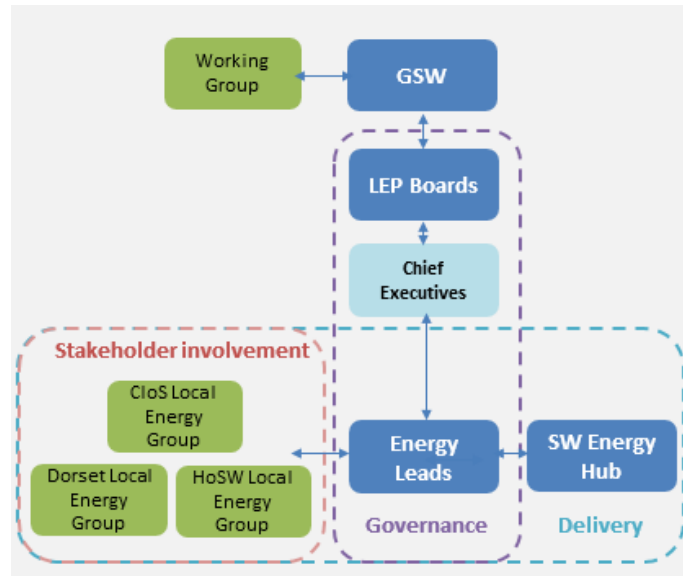 Working
Group
GSW
LEP Boards
Chief
Executives
Stakeholder involvement
CIoS Local
Energy
Group
Dorset Local
Energy
Group
HoSW Local
Energy
Group
Energy
Leads
SW Energy
Hub
Governance
Delivery